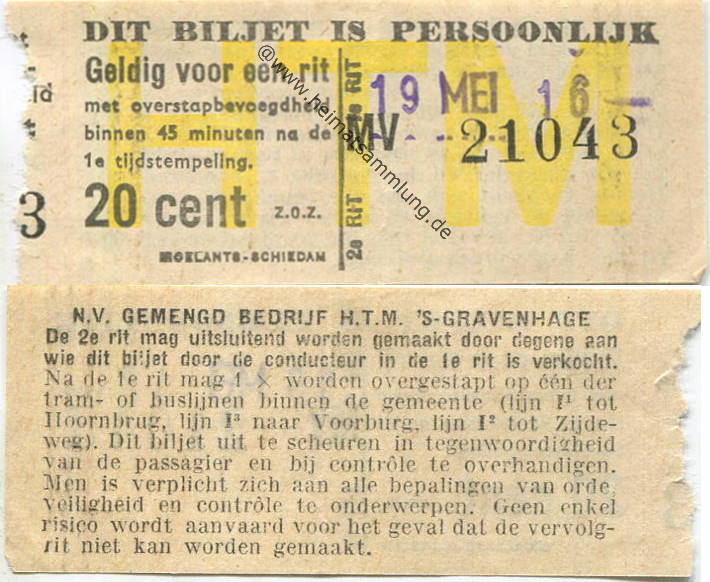 DIT BILJET IS PERSOONLIJK
HTM
Geldig voor een rit
met overstapbevoegdheid
binnen 45 minuten na de
1e tijdstempeling.
20 cent z.o.z.
ROELANTS-SCHIEDAM
1e RIT
2e RIT
19 MEI 16
MV 21043
3
@www.heimatsammlung.de
N.V. GEMENGD BEDRIJF H.T.M. 'S-GRAVENHAGE
De 2e rit mag uitsluitend worden gemaakt door degene aan
wie dit biljet door de conducteur in de 1e rit is verkocht.
Na de 1e rit mag 1 × worden overgestapt op één der
tram- of buslijnen binnen de gemeente (lijn I¹ tot
Hoornbrug, lijn I³ naar Voorburg, lijn I² tot Zijde-
weg). Dit biljet uit te scheuren in tegenwoordigheid
van de passagier en bij contrôle te overhandigen.
Men is verplicht zich aan alle bepalingen van orde,
veiligheid en contrôle te onderwerpen. Geen enkel
risico wordt aanvaard voor het geval dat de vervolg-
rit niet kan worden gemaakt.